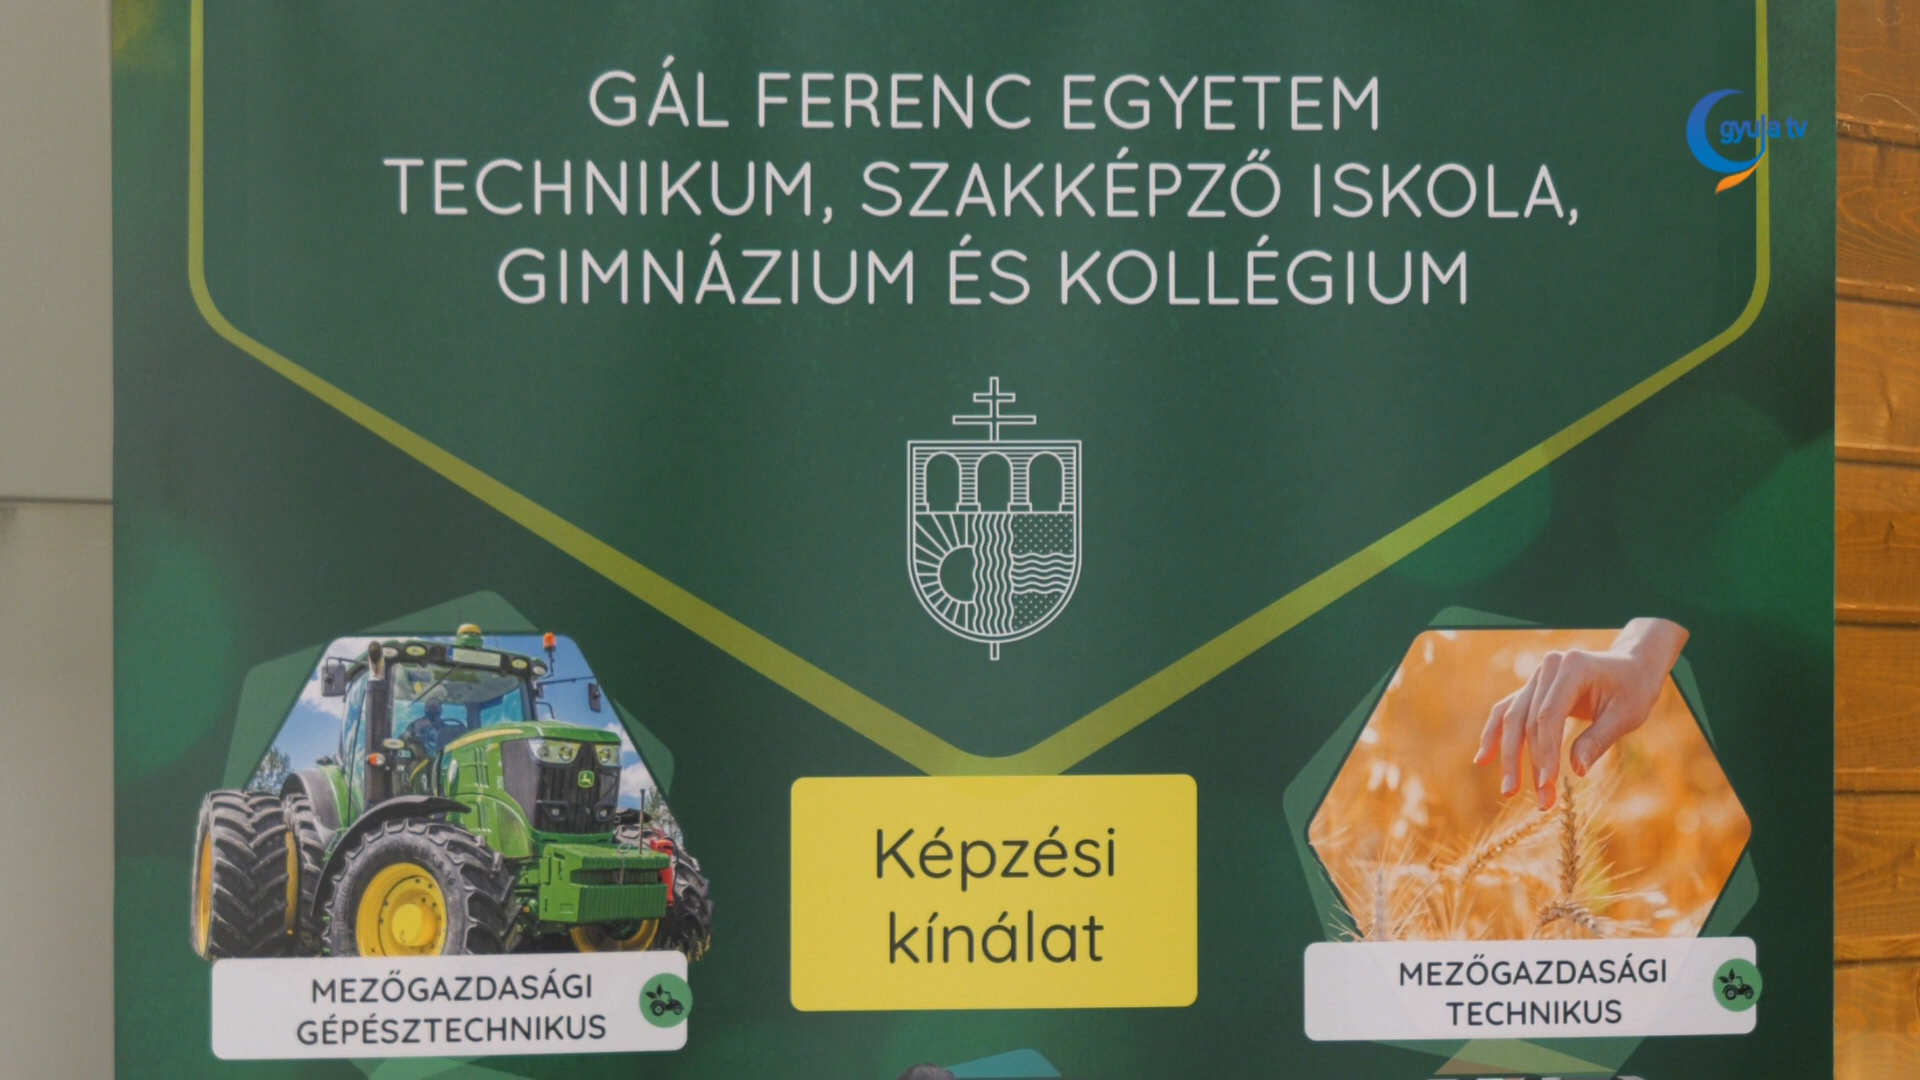 GÁL FERENC EGYETEM
TECHNIKUM, SZAKKÉPZŐ ISKOLA,
GIMNÁZIUM ÉS KOLLÉGIUM
gyula tv
Képzési
kínálat
MEZŐGAZDASÁGI
GÉPÉSZTECHNIKUS
MEZŐGAZDASÁGI
TECHNIKUS